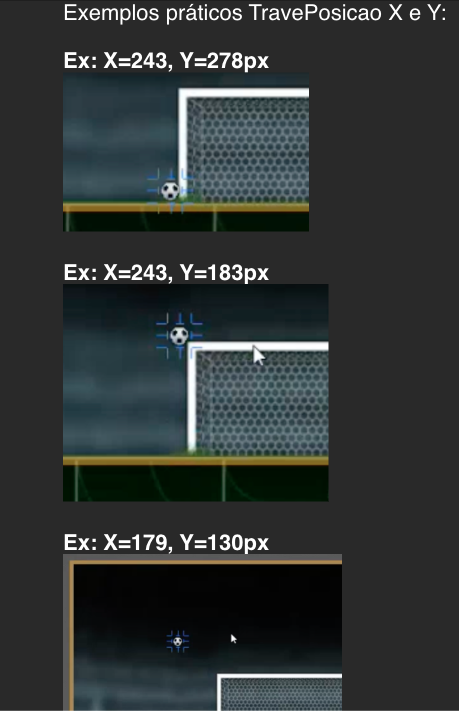 Exemplos práticos TravePosicao X e Y:
Ex: X=243, Y=278px
Ex: X=243, Y=183px
Ex: X=179, Y=130px